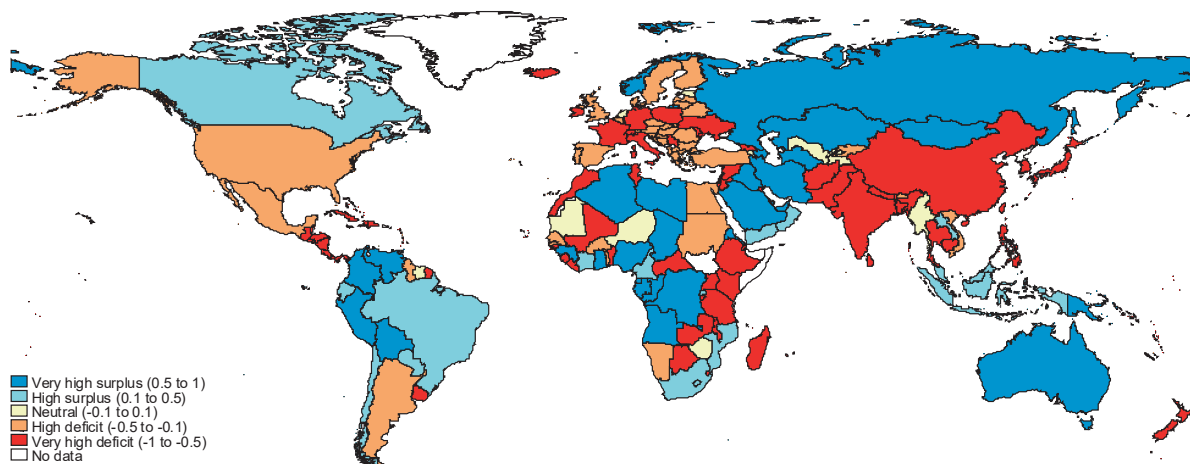 Very high surplus (0.5 to 1)
High surplus (0.1 to 0.5)
Neutral (-0.1 to 0.1)
High deficit (-0.5 to -0.1)
Very high deficit (-1 to -0.5)
No data